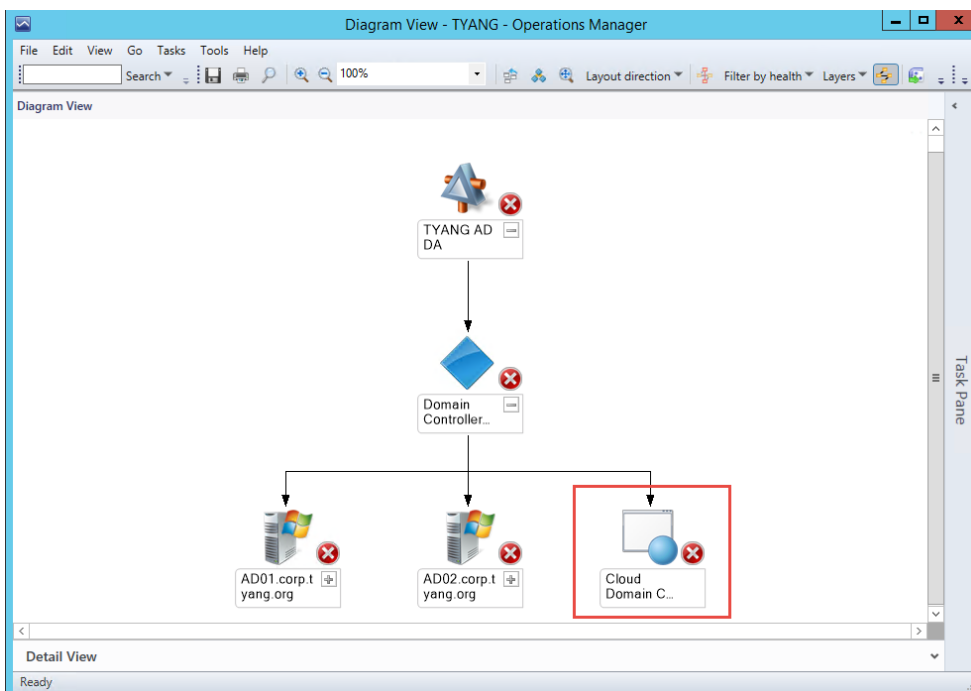 Diagram View - TYANG - Operations Manager
File Edit View Go Tasks Tools Help
Search 100% Layout direction Filter by health Layers
Diagram View
TYANG AD
DA
Domain
Controller...
AD01.corp.t
yang.org
AD02.corp.t
yang.org
Cloud
Domain C...
Task Pane
Detail View
Ready